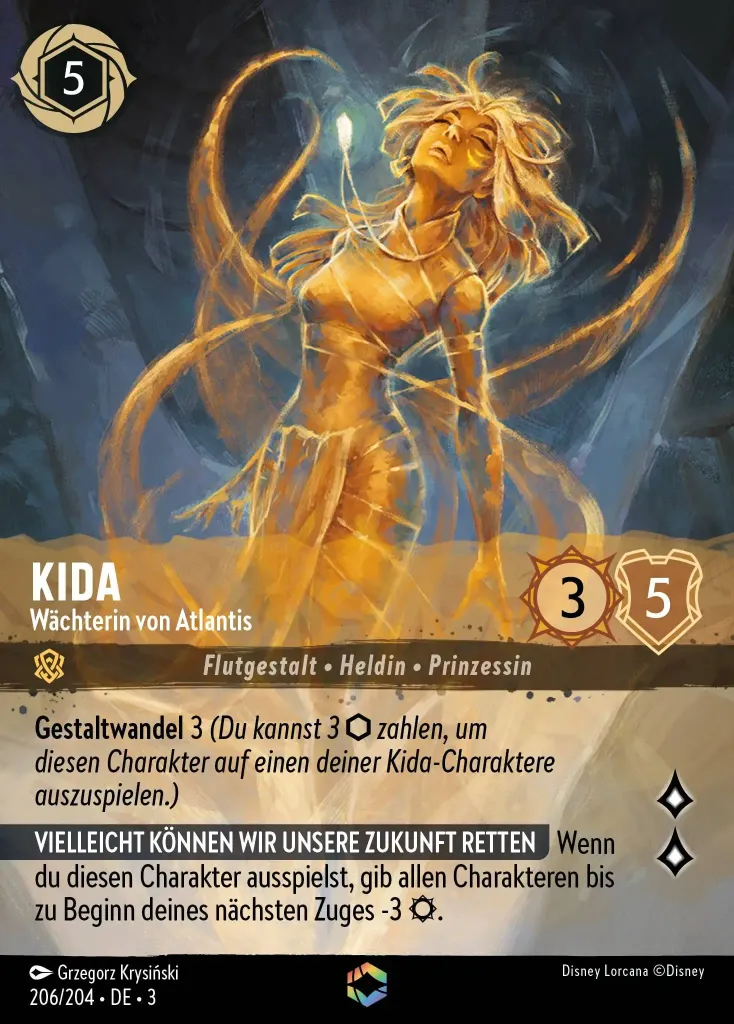 5
KIDA
Wächterin von Atlantis
3
5
Flutgestalt • Heldin • Prinzessin
Gestaltwandel 3 (Du kannst 3 ⬡ zahlen, um
diesen Charakter auf einen deiner Kida-Charaktere
auszuspielen.)
VIELLEICHT KÖNNEN WIR UNSERE ZUKUNFT RETTEN Wenn
du diesen Charakter ausspielst, gib allen Charakteren bis
zu Beginn deines nächsten Zuges -3 ¤.
Grzegorz Krysiński
206/204 • DE • 3
Disney Lorcana ©Disney